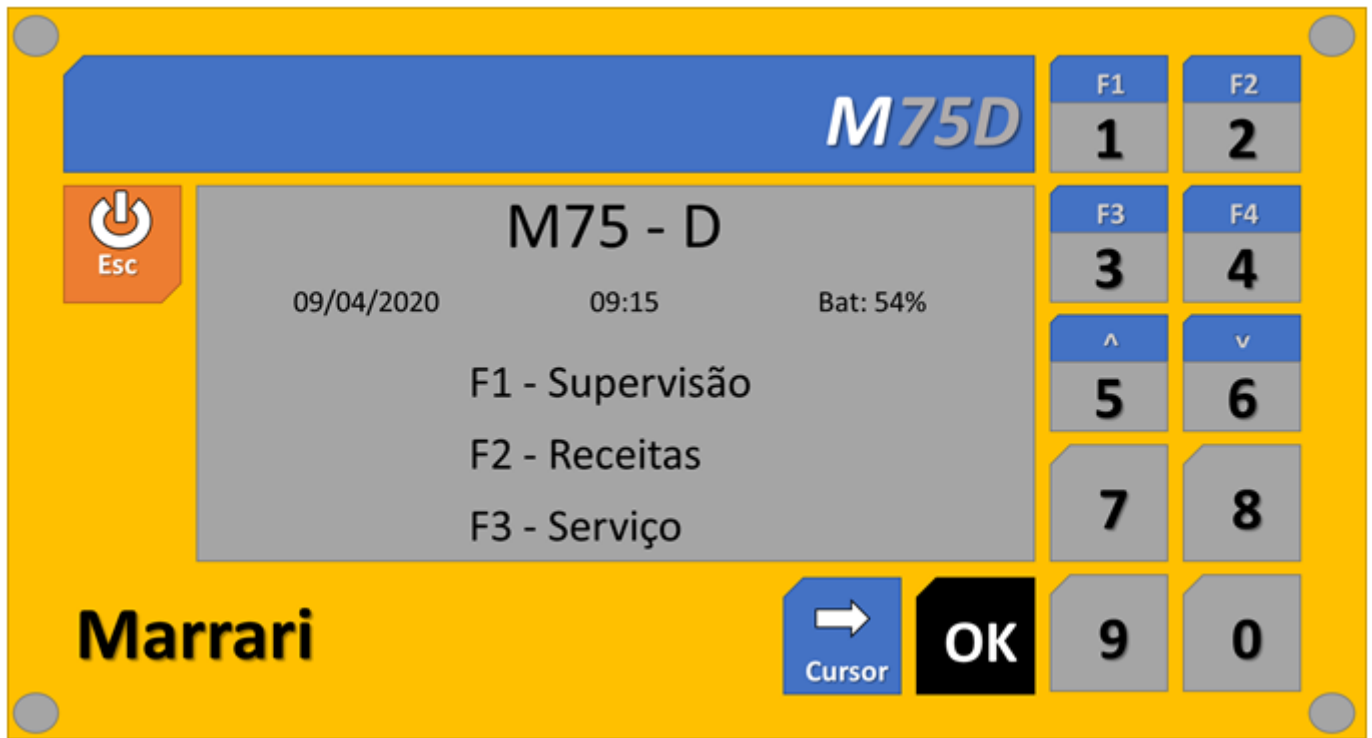 M75D
F1
F2
1
2
Esc
M75 - D
09/04/2020 09:15 Bat: 54%
F1 - Supervisão
F2 - Receitas
F3 - Serviço
F3
F4
3
4
^
v
5
6
7
8
Marrari
Cursor
OK
9
0